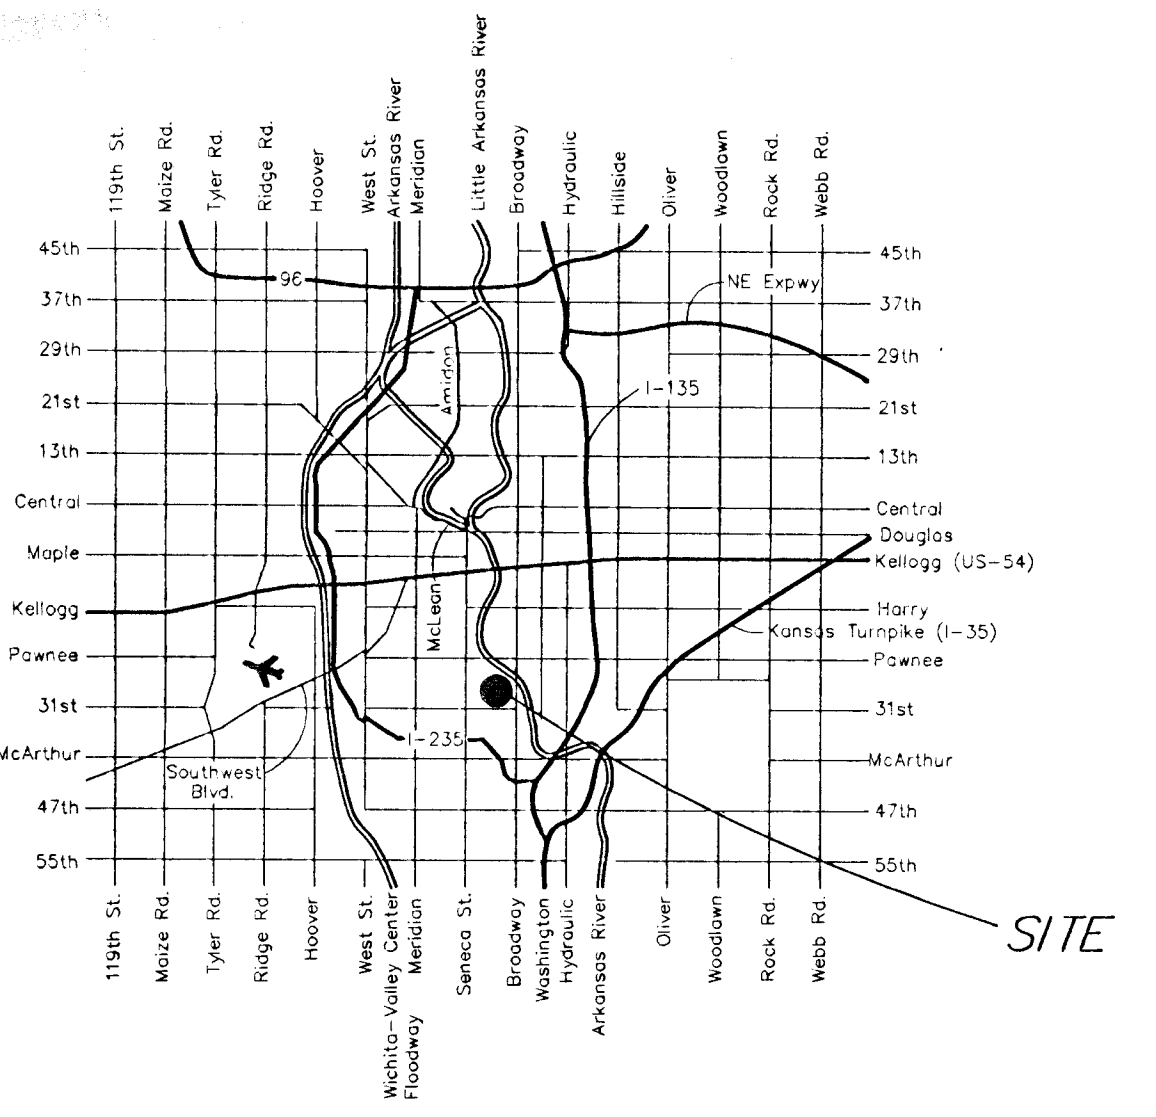 119th St.
Maize Rd.
Tyler Rd.
Ridge Rd.
Hoover
West St.
Arkansas River
Meridian
Little Arkansas River
Broadway
Hydraulic
Hillside
Oliver
Woodlawn
Rock Rd.
Webb Rd.
45th
45th
96
NE Expwy
37th
37th
29th
29th
Amidon
I-135
21st
21st
13th
13th
Central
Central
Douglas
Maple
Kellogg (US-54)
Kellogg
McLean
Harry
Kansas Turnpike (I-35)
Pawnee
Pawnee
31st
31st
I-235
McArthur
McArthur
Southwest
Blvd.
47th
47th
55th
55th
119th St.
Maize Rd.
Tyler Rd.
Ridge Rd.
Hoover
West St.
Wichita-Valley Center
Floodway
Meridian
Seneca St.
Broadway
Washington
Hydraulic
Arkansas River
Oliver
Woodlawn
Rock Rd.
Webb Rd.
SITE